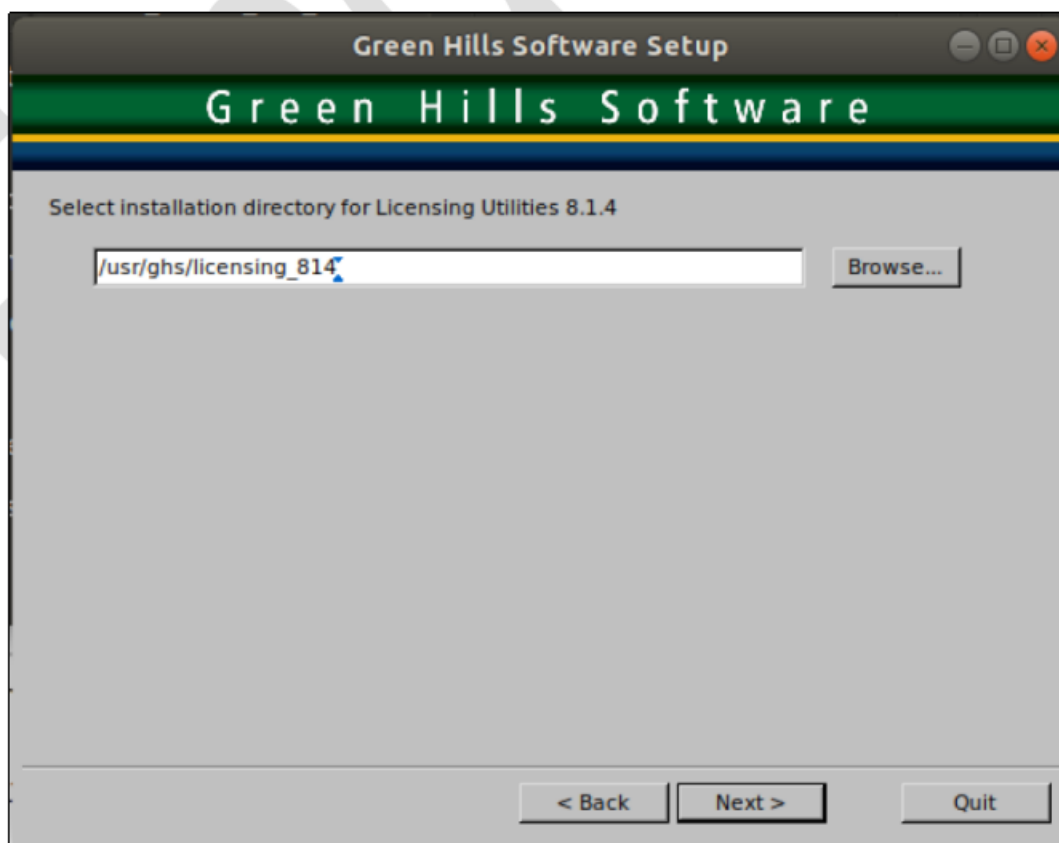 Green Hills Software Setup
Green Hills Software
Select installation directory for Licensing Utilities 8.1.4
/usr/ghs/licensing_814
Browse...
< Back
Next >
Quit